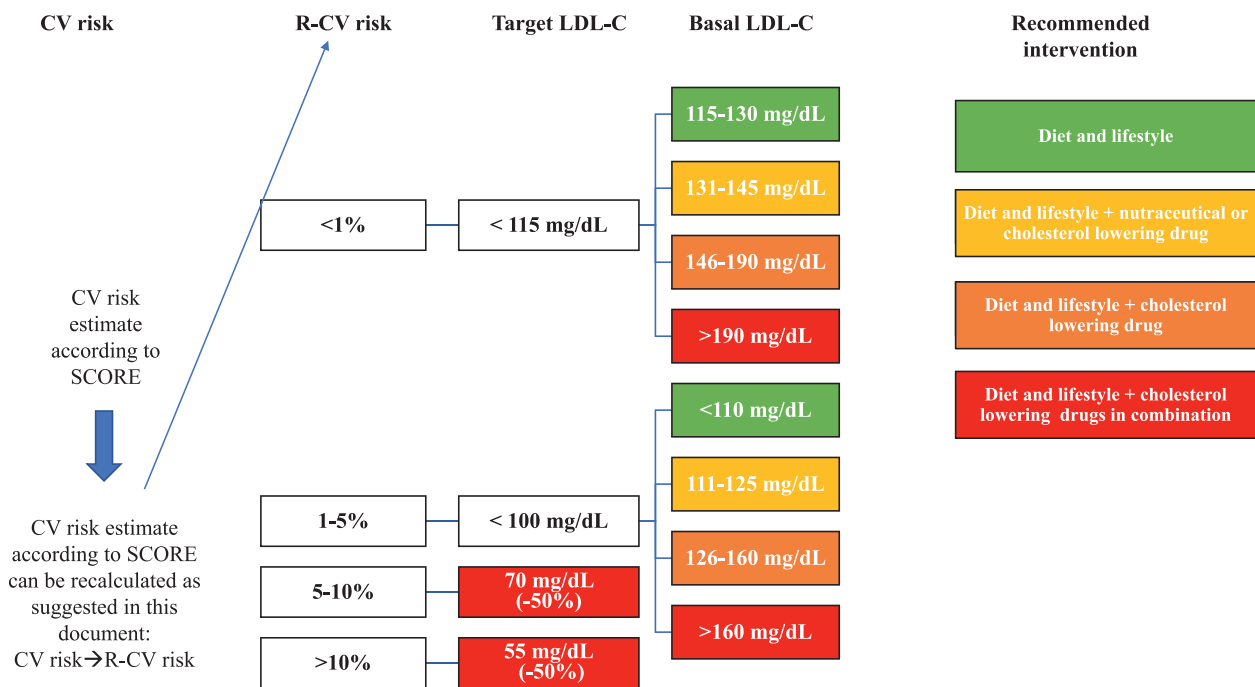 CV risk
R-CV risk
Target LDL-C
Basal LDL-C
Recommended
intervention
CV risk
estimate
according to
SCORE
CV risk estimate
according to SCORE
can be recalculated as
suggested in this
document:
CV risk→R-CV risk
<1%
< 115 mg/dL
115-130 mg/dL
131-145 mg/dL
146-190 mg/dL
>190 mg/dL
1-5%
< 100 mg/dL
<110 mg/dL
111-125 mg/dL
126-160 mg/dL
>160 mg/dL
5-10%
70 mg/dL
(-50%)
>10%
55 mg/dL
(-50%)
Diet and lifestyle
Diet and lifestyle + nutraceutical or
cholesterol lowering drug
Diet and lifestyle + cholesterol
lowering drug
Diet and lifestyle + cholesterol
lowering drugs in combination